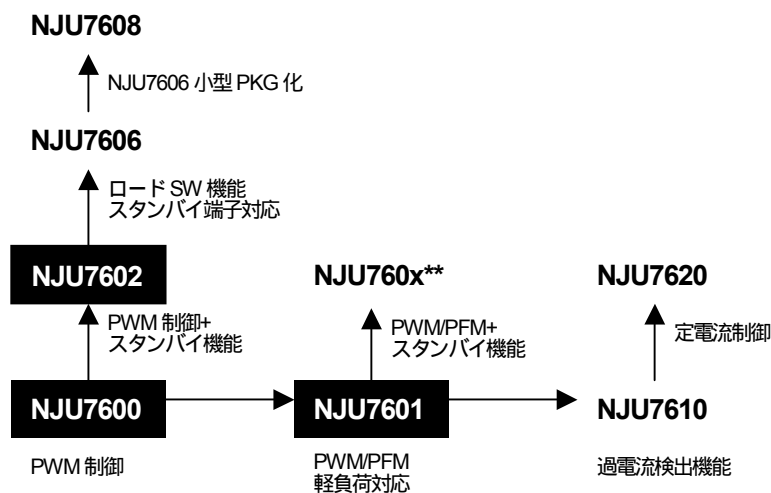 NJU7608
NJU7606 小型 PKG 化
NJU7606
ロード SW 機能
スタンバイ端子対応
NJU7602
NJU760x**
NJU7620
PWM 制御+
スタンバイ機能
PWM/PFM+
スタンバイ機能
定電流制御
NJU7600
NJU7601
NJU7610
PWM 制御
PWM/PFM
軽負荷対応
過電流検出機能